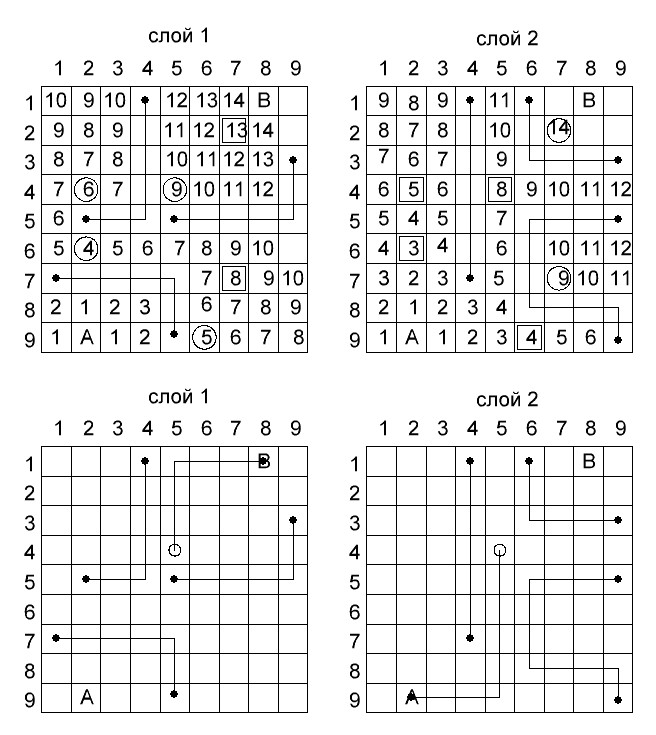 слой 1
1 2 3 4 5 6 7 8 9
1 10 9 10 12 13 14 B
2 9 8 9 11 12 13 14
3 8 7 8 10 11 12 13
4 7 6 7 9 10 11 12
5 6
6 5 4 5 6 7 8 9 10
7 7 8 9 10
8 2 1 2 3 6 7 8 9
9 1 A 1 2 5 6 7 8
слой 2
1 2 3 4 5 6 7 8 9
1 9 8 9 11 B
2 8 7 8 10 14
3 7 6 7 9
4 6 5 6 8 9 10 11 12
5 5 4 5 7
6 4 3 4 6 10 11 12
7 3 2 3 5 9 10 11
8 2 1 2 3 4
9 1 A 1 2 3 4 5 6
слой 1
1 2 3 4 5 6 7 8 9
1 B
2
3
4
5
6
7
8
9 A
слой 2
1 2 3 4 5 6 7 8 9
1 B
2
3
4
5
6
7
8
9 A